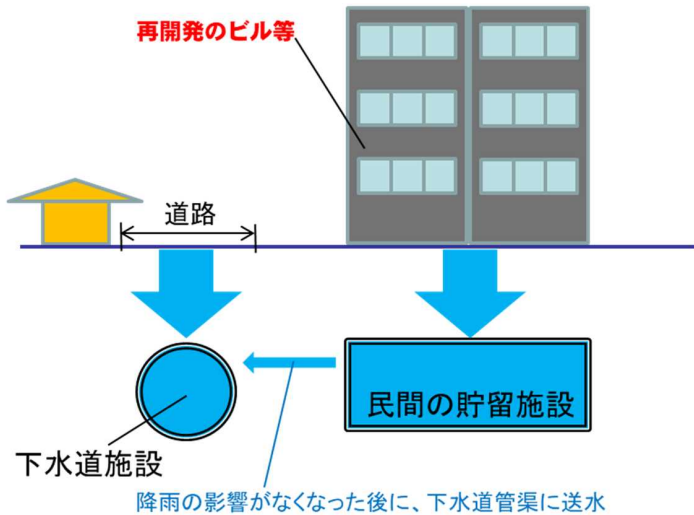 再開発のビル等
道路
民間の貯留施設
下水道施設
降雨の影響がなくなった後に、下水道管渠に送水